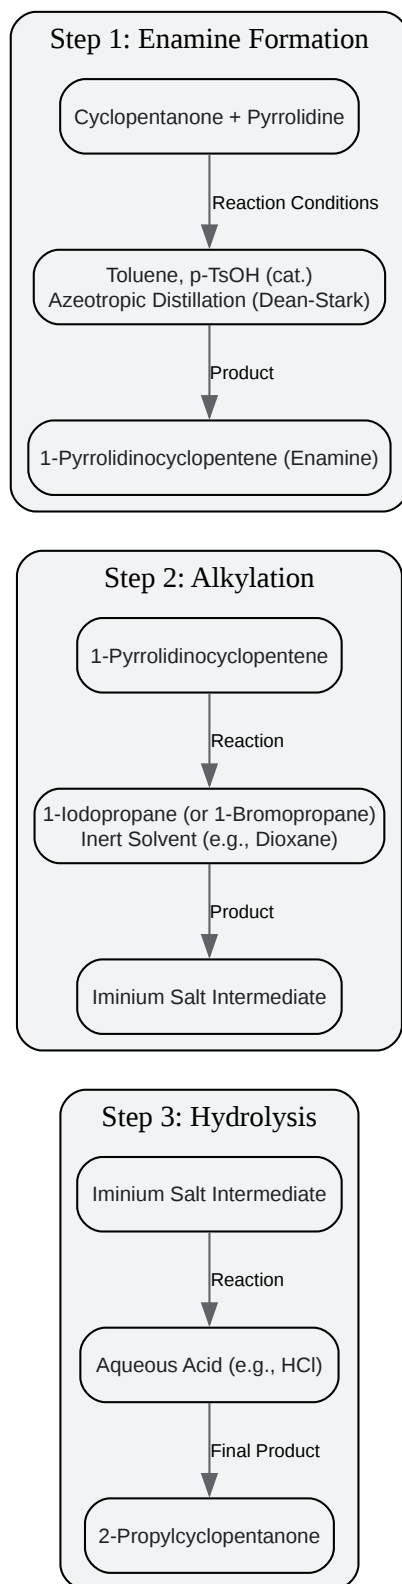 Step 1: Enamine Formation
Cyclopentanone + Pyrrolidine
Reaction Conditions
Toluene, p-TsOH (cat.)
Azeotropic Distillation (Dean-Stark)
Product
1-Pyrrolidinocyclopentene (Enamine)
Step 2: Alkylation
1-Pyrrolidinocyclopentene
Reaction
1-Iodopropane (or 1-Bromopropane)
Inert Solvent (e.g., Dioxane)
Product
Iminium Salt Intermediate
Step 3: Hydrolysis
Iminium Salt Intermediate
Reaction
Aqueous Acid (e.g., HCl)
Final Product
2-Propylcyclopentanone